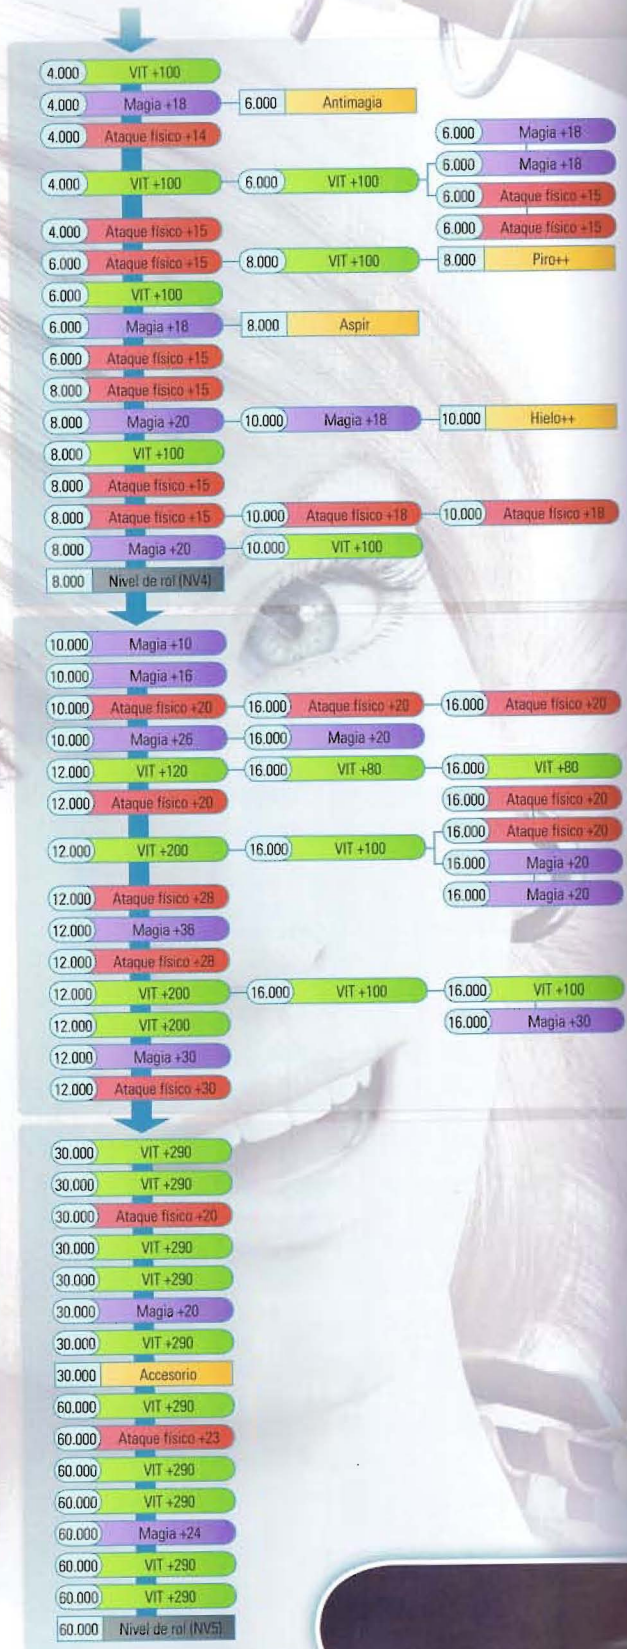 4.000 VIT +100
4.000 Magia +18 6.000 Antimagia
4.000 Ataque físico +14
6.000 Magia +18
6.000 Magia +18
4.000 VIT +100 6.000 VIT +100
6.000 Ataque físico +15
6.000 Ataque físico +15
4.000 Ataque físico +15
6.000 Ataque físico +15 8.000 VIT +100 8.000 Piro++
6.000 VIT +100
6.000 Magia +18 8.000 Aspir
6.000 Ataque físico +15
8.000 Ataque físico +15
8.000 Magia +20 10.000 Magia +18 10.000 Hielo++
8.000 VIT +100
8.000 Ataque físico +15
8.000 Ataque físico +15 10.000 Ataque físico +18 10.000 Ataque físico +18
8.000 Magia +20 10.000 VIT +100
8.000 Nivel de rol (NV4)
10.000 Magia +10
10.000 Magia +16
10.000 Ataque físico +20 16.000 Ataque físico +20 16.000 Ataque físico +20
10.000 Magia +26 16.000 Magia +20
12.000 VIT +120 16.000 VIT +80 16.000 VIT +80
12.000 Ataque físico +20 16.000 Ataque físico +20
16.000 Ataque físico +20
12.000 VIT +200 16.000 VIT +100
16.000 Magia +20
16.000 Magia +20
12.000 Ataque físico +28
12.000 Magia +36
12.000 Ataque físico +28
12.000 VIT +200 16.000 VIT +100 16.000 VIT +100
12.000 VIT +200 16.000 Magia +30
12.000 Magia +30
12.000 Ataque físico +30
30.000 VIT +290
30.000 VIT +290
30.000 Ataque físico +20
30.000 VIT +290
30.000 VIT +290
30.000 Magia +20
30.000 VIT +290
30.000 Accesorio
60.000 VIT +290
60.000 Ataque físico +23
60.000 VIT +290
60.000 VIT +290
60.000 Magia +24
60.000 VIT +290
60.000 VIT +290
60.000 Nivel de rol (NV5)